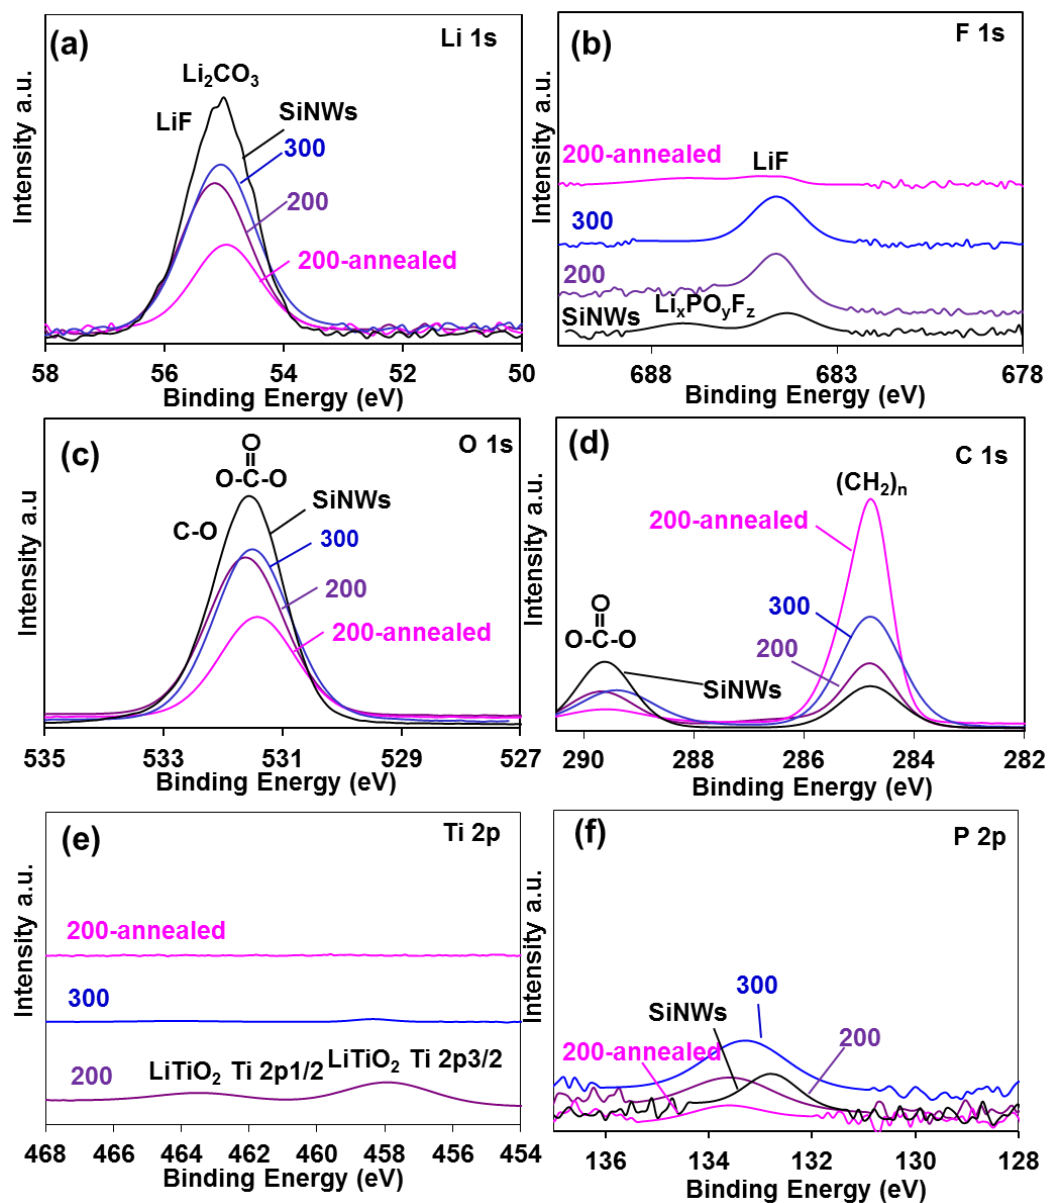 (a)
Li 1s
Li₂CO₃
LiF
SiNWs
300
200
200-annealed
Intensity a.u.
58 56 54 52 50
Binding Energy (eV)
(b)
F 1s
200-annealed
LiF
300
200
LiₓPOᵧF_z
SiNWs
Intensity a.u.
688 683 678
Binding Energy (eV)
(c)
O 1s
O
O-C-O
SiNWs
C-O
300
200
200-annealed
Intensity a.u
535 533 531 529 527
Binding Energy (eV)
(d)
C 1s
(CH₂)ₙ
200-annealed
300
O
O-C-O
200
SiNWs
Intensity a.u.
290 288 286 284 282
Binding Energy (eV)
(e)
Ti 2p
200-annealed
300
200
LiTiO₂ Ti 2p1/2
LiTiO₂ Ti 2p3/2
Intensity a.u.
468 466 464 462 460 458 456 454
Binding Energy (eV)
(f)
P 2p
300
SiNWs
200-annealed
200
Intensity a.u.
136 134 132 130 128
Binding Energy (eV)